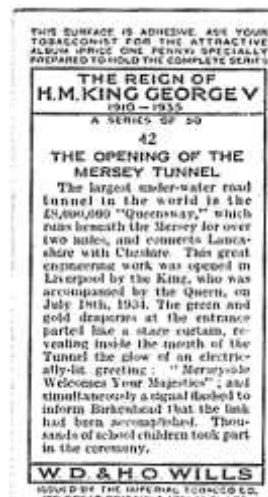 THIS SURFACE IS ADHESIVE. ASK YOUR
TOBACCONIST FOR THE ATTRACTIVE
ALBUM (PRICE ONE PENNY) SPECIALLY
PREPARED TO HOLD THE COMPLETE SERIES
THE REIGN OF
H.M. KING GEORGE V
1910–1935
A SERIES OF 50
42
THE OPENING OF THE
MERSEY TUNNEL
The largest under-water road
tunnel in the world is the
£8,000,000 "Queensway," which
runs beneath the Mersey for over
two miles, and connects Lanca-
shire with Cheshire. This great
engineering work was opened in
Liverpool by the King, who was
accompanied by the Queen, on
July 18th, 1934. The green and
gold draperies at the entrance
parted like a stage curtain, re-
vealing inside the mouth of the
Tunnel the glow of an electric-
ally-lit greeting: "Merseyside
Welcomes Your Majesties"; and
simultaneously a signal flashed to
inform Birkenhead that the link
had been accomplished. Thou-
sands of school children took part
in the ceremony.
W.D. & H.O. WILLS
ISSUED BY THE IMPERIAL TOBACCO CO.